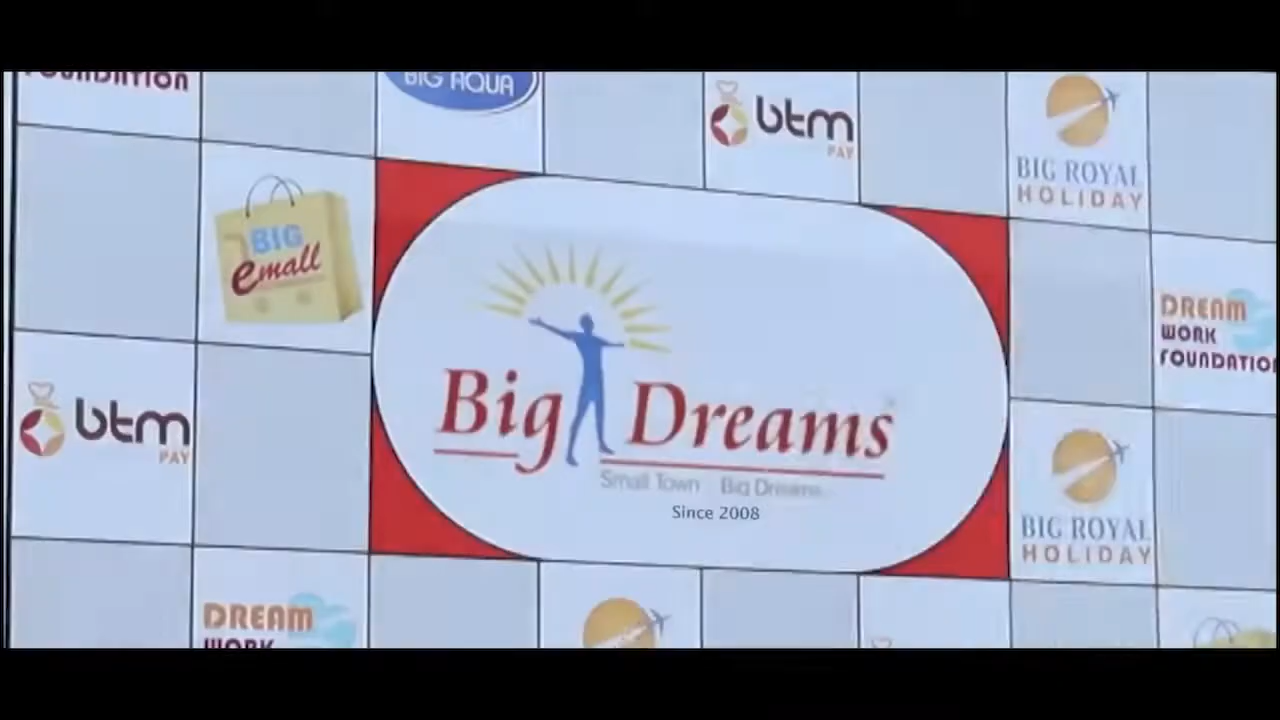 FOUNDATION
BIG AQUA
btm
PAY
BIG ROYAL
HOLIDAY
BIG
emall
DREAM
WORK
FOUNDATION
Big Dreams
Small Town Big Dreams
Since 2008
btm
PAY
BIG ROYAL
HOLIDAY
DREAM
WORK